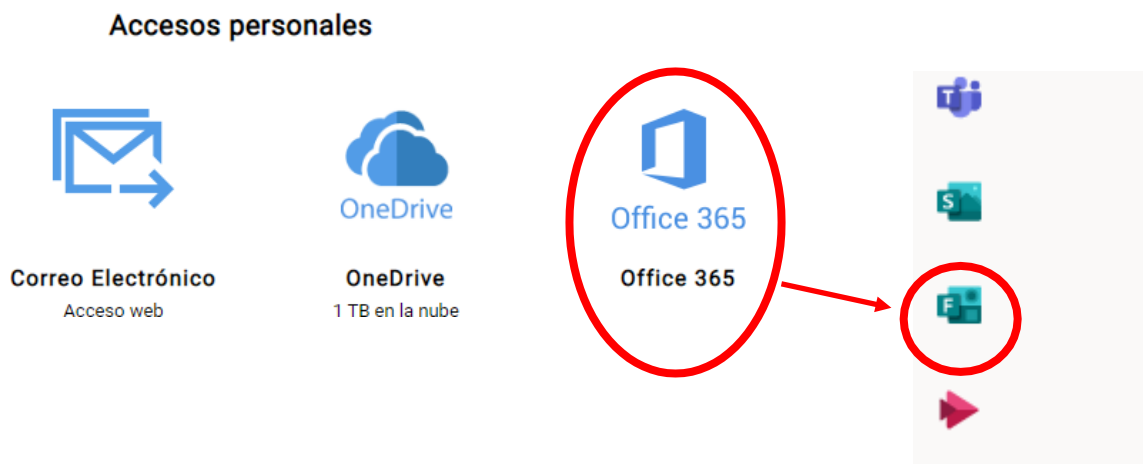 Accesos personales
OneDrive
Office 365
Correo Electrónico
Acceso web
OneDrive
1 TB en la nube
Office 365
T
S
F